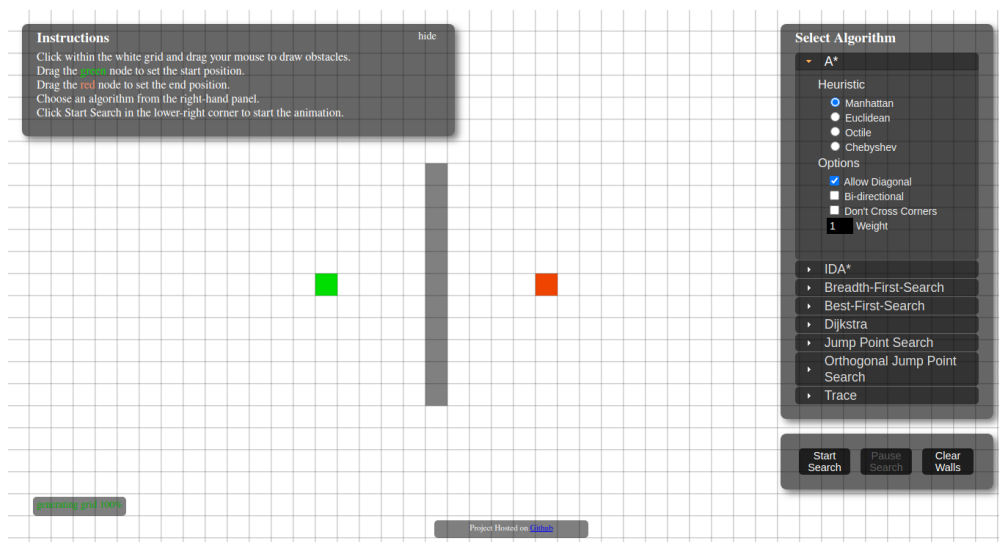 Instructions
hide
Click within the white grid and drag your mouse to draw obstacles.
Drag the green node to set the start position.
Drag the red node to set the end position.
Choose an algorithm from the right-hand panel.
Click Start Search in the lower-right corner to start the animation.
Select Algorithm
A*
Heuristic
Manhattan
Euclidean
Octile
Chebyshev
Options
Allow Diagonal
Bi-directional
Don't Cross Corners
1 Weight
IDA*
Breadth-First-Search
Best-First-Search
Dijkstra
Jump Point Search
Orthogonal Jump Point
Search
Trace
Start
Search
Pause
Search
Clear
Walls
generating grid 100%
Project Hosted on Github